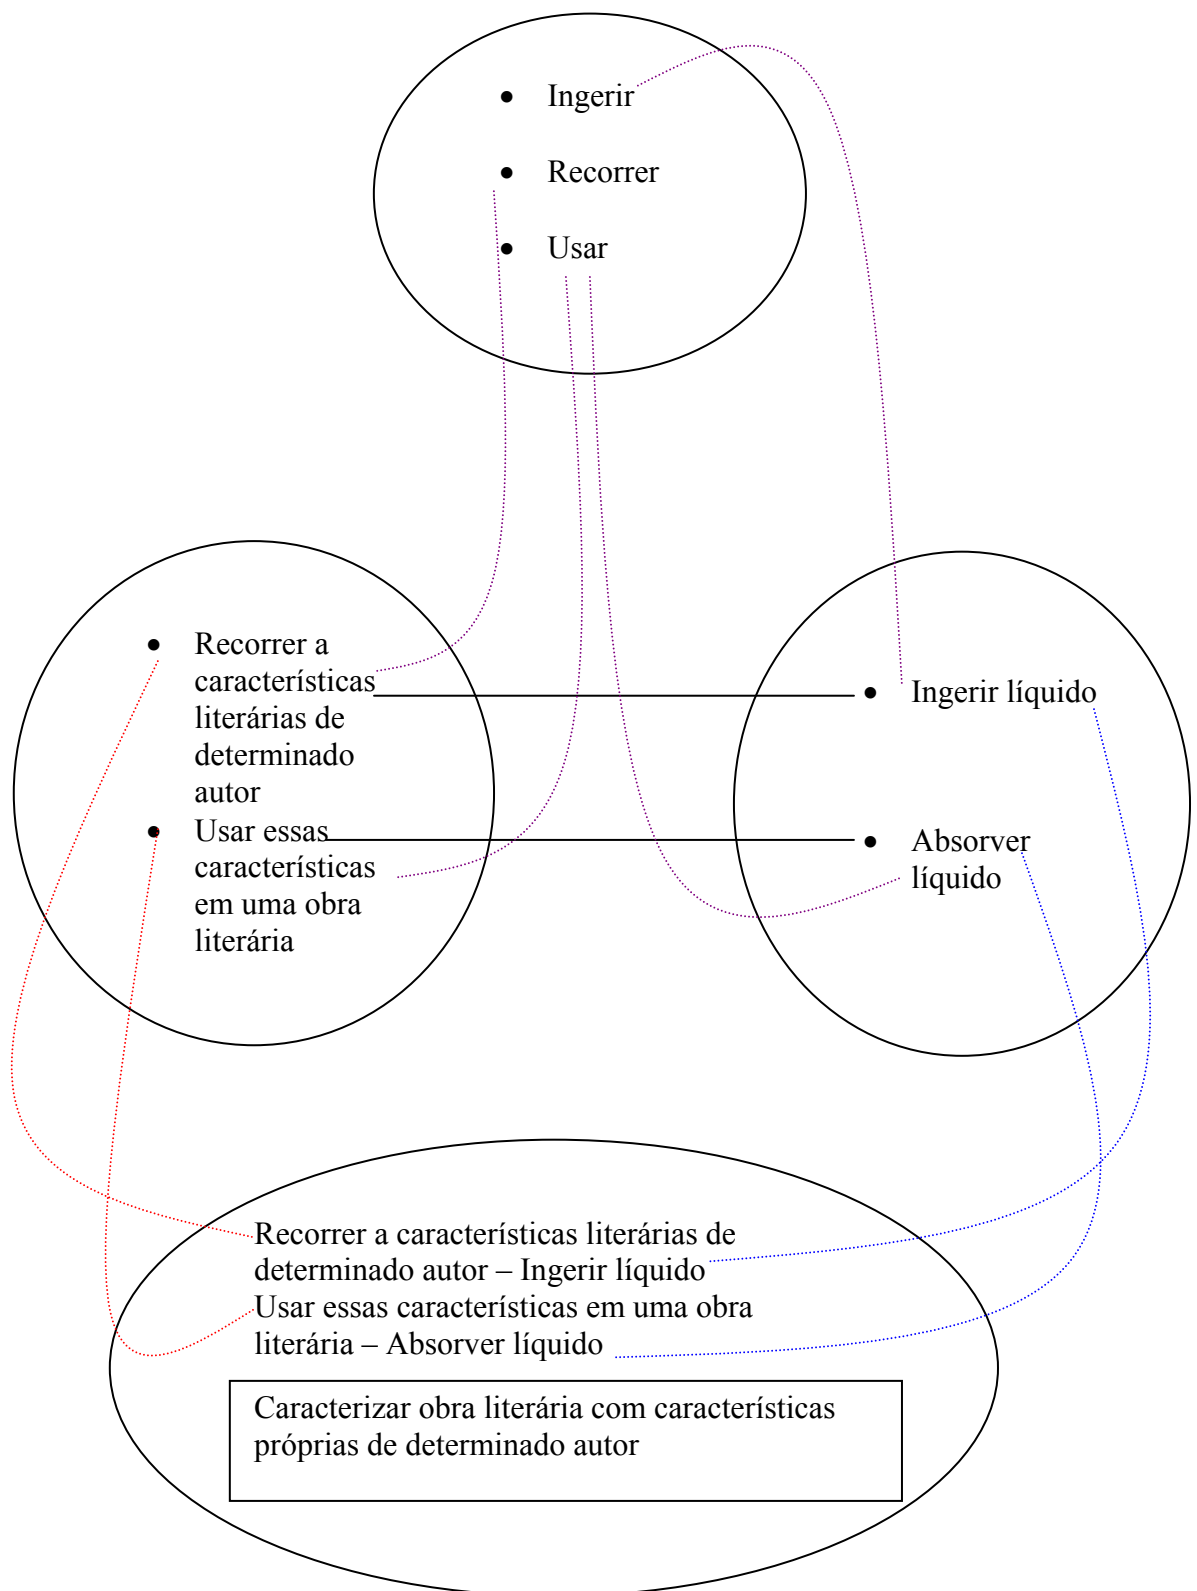 • Ingerir
• Recorrer
• Usar
• Recorrer a
características
literárias de
determinado
autor
• Usar essas
características
em uma obra
literária
• Ingerir líquido
• Absorver
líquido
Recorrer a características literárias de
determinado autor – Ingerir líquido
Usar essas características em uma obra
literária – Absorver líquido
Caracterizar obra literária com características
próprias de determinado autor